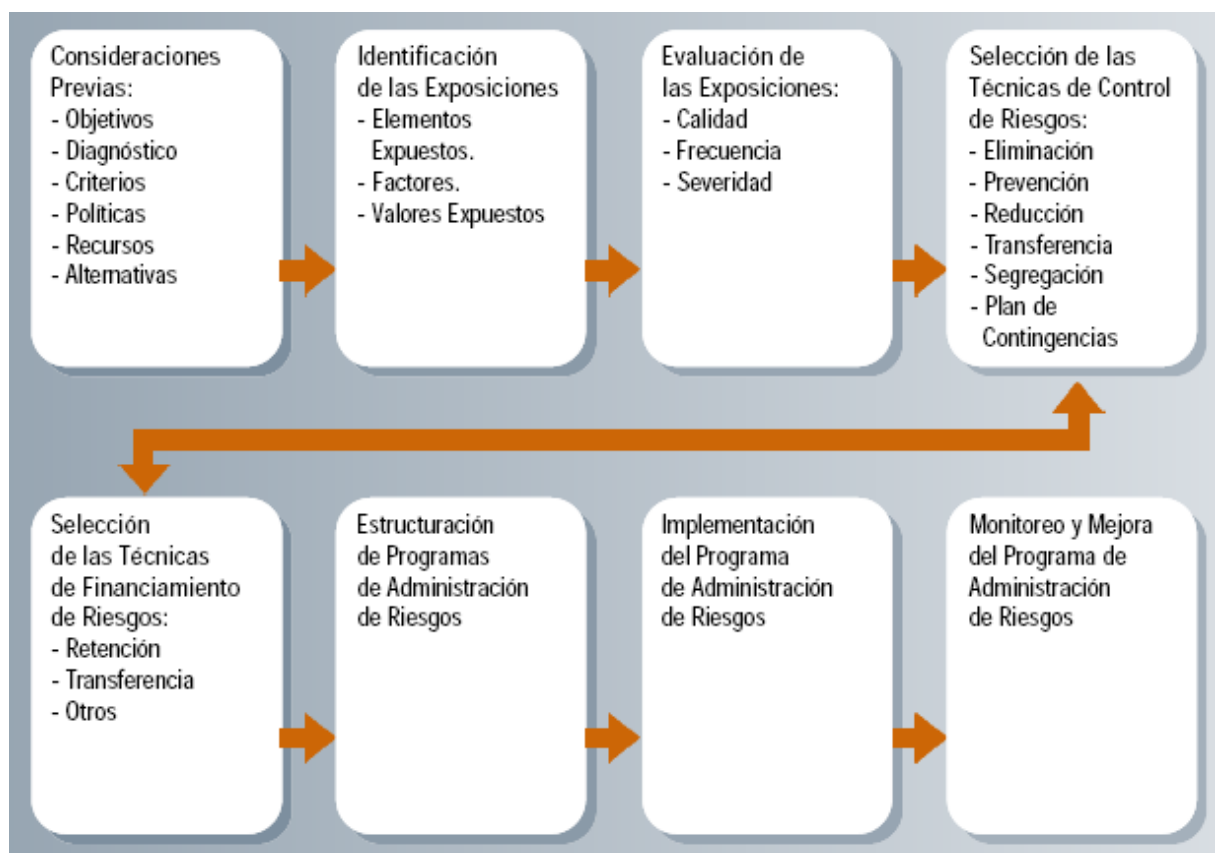 Consideraciones
Previas:
- Objetivos
- Diagnóstico
- Criterios
- Políticas
- Recursos
- Alternativas
Identificación
de las Exposiciones
- Elementos
Expuestos.
- Factores.
- Valores Expuestos
Evaluación de
las Exposiciones:
- Calidad
- Frecuencia
- Severidad
Selección de las
Técnicas de Control
de Riesgos:
- Eliminación
- Prevención
- Reducción
- Transferencia
- Segregación
- Plan de
Contingencias
Selección
de las Técnicas
de Financiamiento
de Riesgos:
- Retención
- Transferencia
- Otros
Estructuración
de Programas
de Administración
de Riesgos
Implementación
del Programa
de Administración
de Riesgos
Monitoreo y Mejora
del Programa de
Administración
de Riesgos